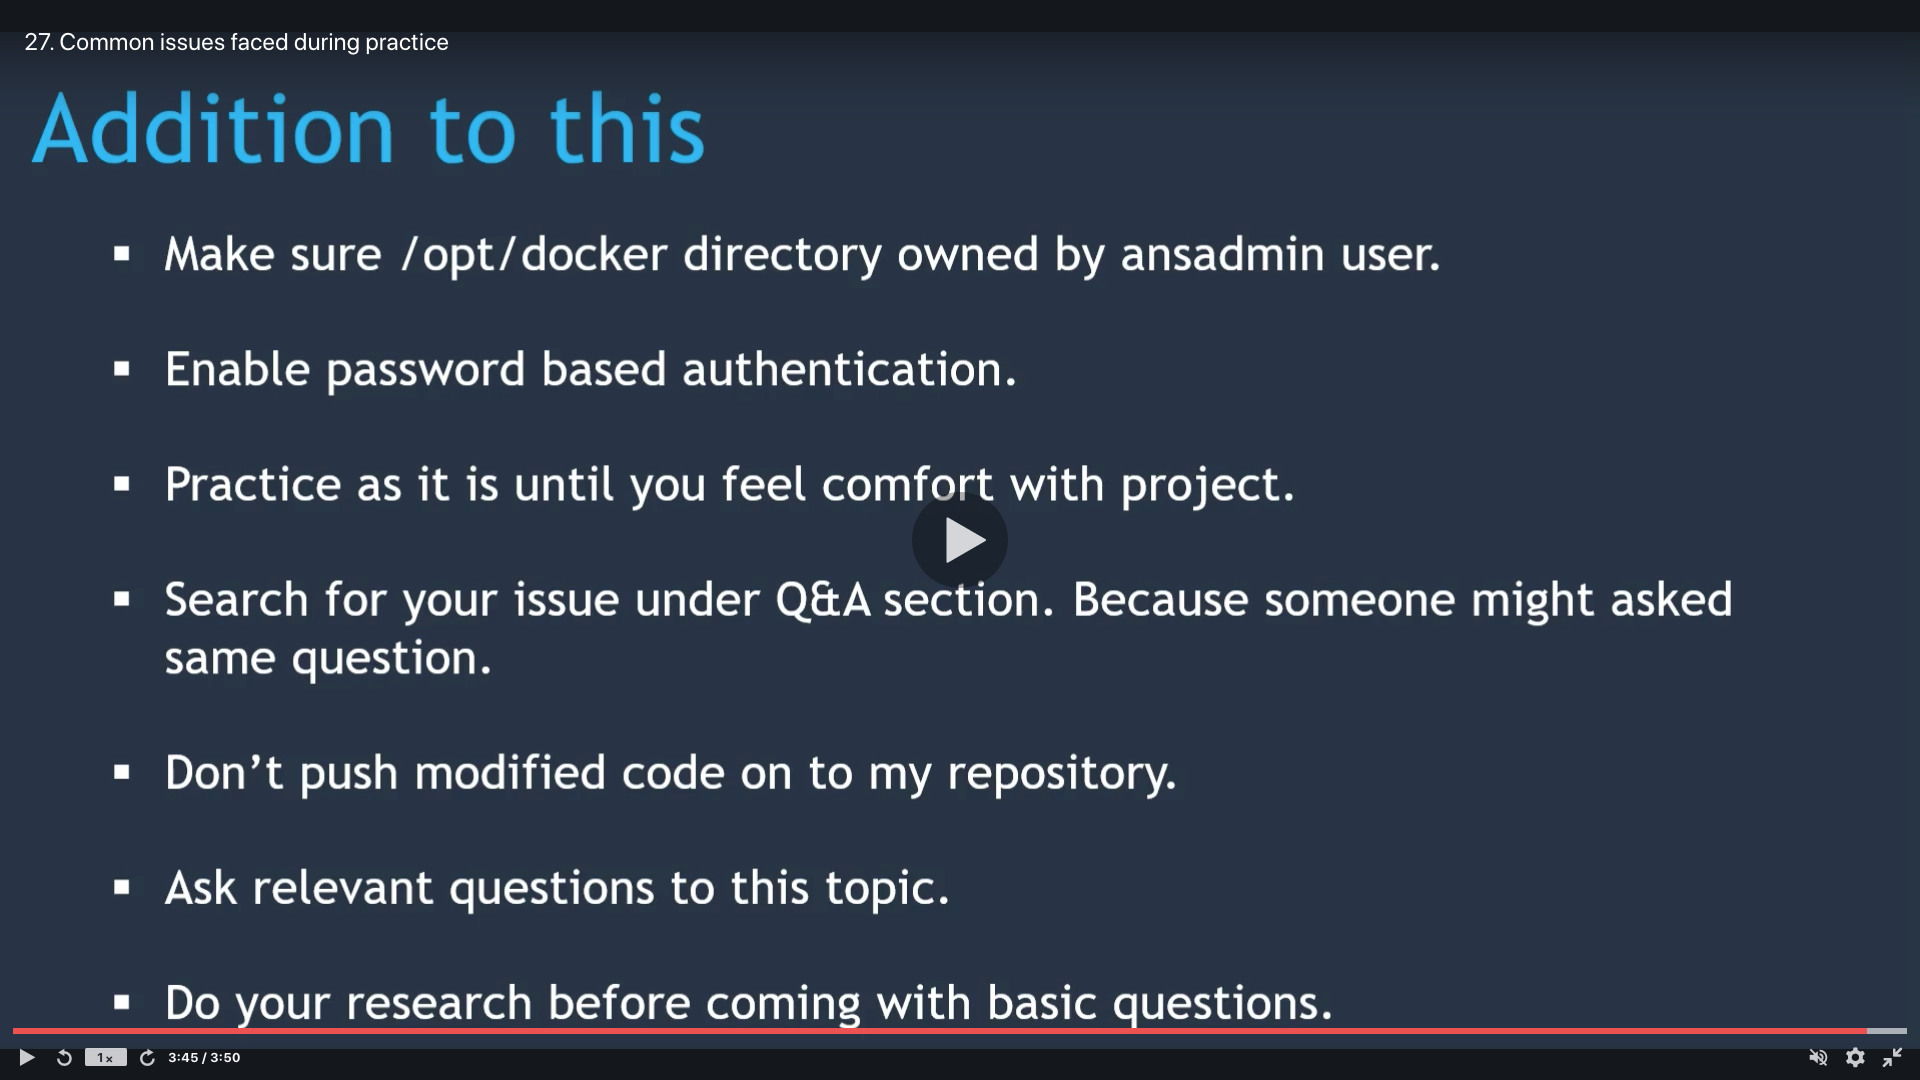 27. Common issues faced during practice
Addition to this
▪ Make sure /opt/docker directory owned by ansadmin user.
▪ Enable password based authentication.
▪ Practice as it is until you feel comfort with project.
▪ Search for your issue under Q&A section. Because someone might asked
same question.
▪ Don’t push modified code on to my repository.
▪ Ask relevant questions to this topic.
▪ Do your research before coming with basic questions.
1x 3:45 / 3:50